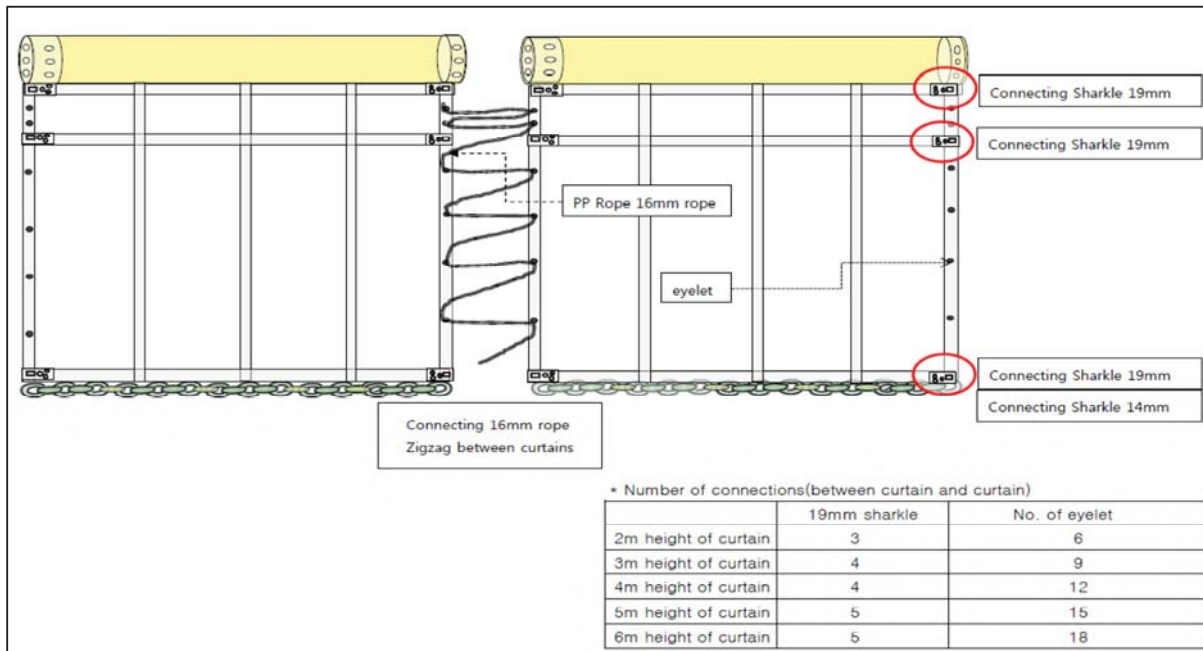 Connecting Sharkle 19mm
Connecting Sharkle 19mm
PP Rope 16mm rope
eyelet
Connecting Sharkle 19mm
Connecting Sharkle 14mm
Connecting 16mm rope
Zigzag between curtains
* Number of connections(between curtain and curtain)
19mm sharkle No. of eyelet
2m height of curtain 3 6
3m height of curtain 4 9
4m height of curtain 4 12
5m height of curtain 5 15
6m height of curtain 5 18